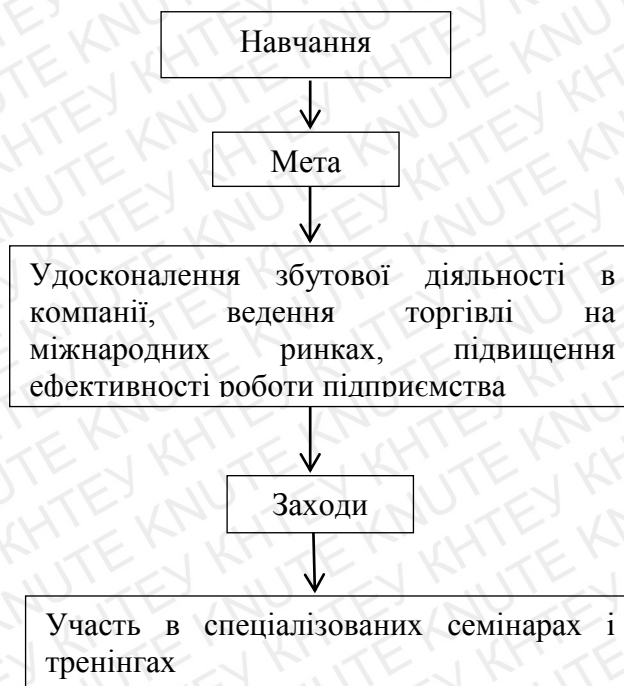 Навчання
Мета
Удосконалення збутової діяльності в
компанії, ведення торгівлі на
міжнародних ринках, підвищення
ефективності роботи підприємства
Заходи
Участь в спеціалізованих семінарах і
тренінгах